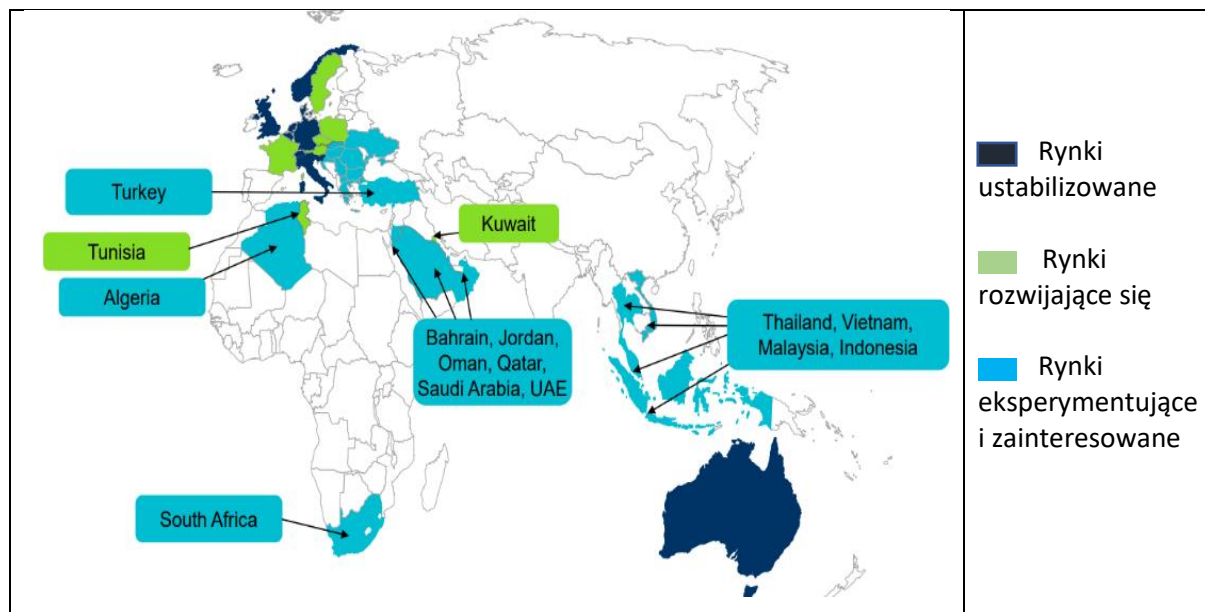 Turkey
Tunisia
Algeria
Kuwait
Bahrain, Jordan,
Oman, Qatar,
Saudi Arabia, UAE
Thailand, Vietnam,
Malaysia, Indonesia
South Africa
Rynki
ustabilizowane
Rynki
rozwijające się
Rynki
eksperymentujące
i zainteresowane